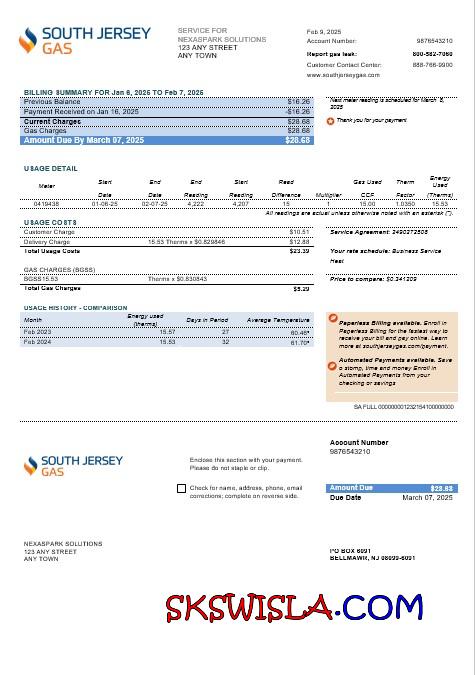 SOUTH JERSEY
GAS
SERVICE FOR
NEXASPARK SOLUTIONS
123 ANY STREET
ANY TOWN
Feb 9, 2025
Account Number: 9876543210
Report gas leak: 800-582-7060
Customer Contact Center: 888-766-9900
www.southjerseygas.com
BILLING SUMMARY FOR Jan 6, 2026 TO Feb 7, 2026
Previous Balance $16.26
Payment Received on Jan 16, 2025 -$16.26
Current Charges $28.68
Gas Charges $28.68
Amount Due By March 07, 2025 $28.68
Next meter reading is scheduled for March 8,
2025
Thank you for your payment
USAGE DETAIL
Meter Start Date End Date End Reading Start Reading Read Difference Multiplier Gas Used CCF Therm Factor Energy Used (Therms)
0419438 01-06-25 02-07-25 4,222 4,207 15 1 15.00 1.0350 15.53
All readings are actual unless otherwise noted with an asterisk (*).
USAGE COSTS
Customer Charge $10.51
Delivery Charge 15.53 Therms x $0.829846 $12.88
Total Usage Costs $23.39
Service Agreement: 2490372508
Your rate schedule: Business Service
Heat
GAS CHARGES (BGSS)
BGSS15.53 Therms x $0.830843
Total Gas Charges $5.29
Price to compare: $0.341209
USAGE HISTORY - COMPARISON
Month Energy used (therms) Days in Period Average Temperature
Feb 2023 15.57 27 60.46*
Feb 2024 15.53 32 61.70*
Paperless Billing available. Enroll in
Paperless Billing for the fastest way to
receive your bill and pay online. Learn
more at southjerseygas.com/payment.
Automated Payments available. Save
a stomp, time and money Enroll in
Automated Payments from your
checking or savings
SOUTH JERSEY
GAS
Enclose this section with your payment.
Please do not staple or clip.
Check for name, address, phone, email
corrections; complete on reverse side.
Account Number
9876543210
Amount Due $28.68
Due Date March 07, 2025
NEXASPARK SOLUTIONS
123 ANY STREET
ANY TOWN
PO BOX 6091
BELLMAWR, NJ 08099-6091
SKSWISLA.COM